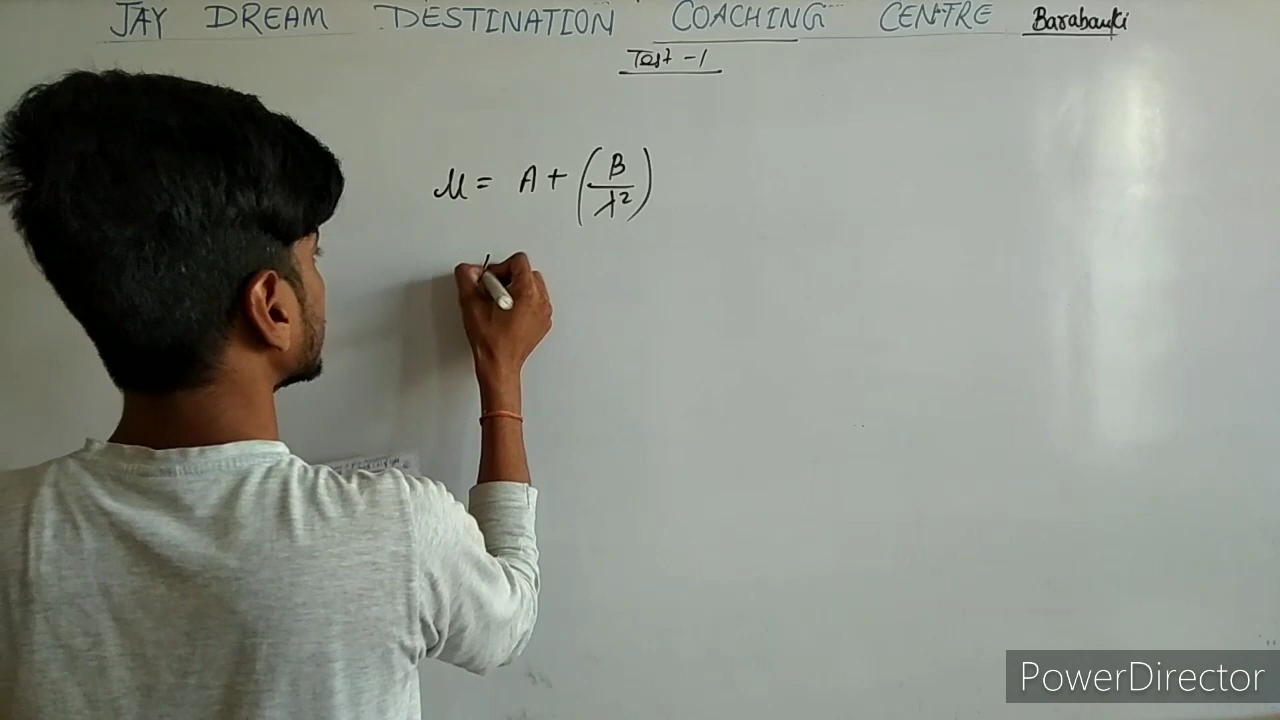 JAY DREAM DESTINATION COACHING CENTRE Barabanki
Test -1
μ = A + (B/λ²)
PowerDirector